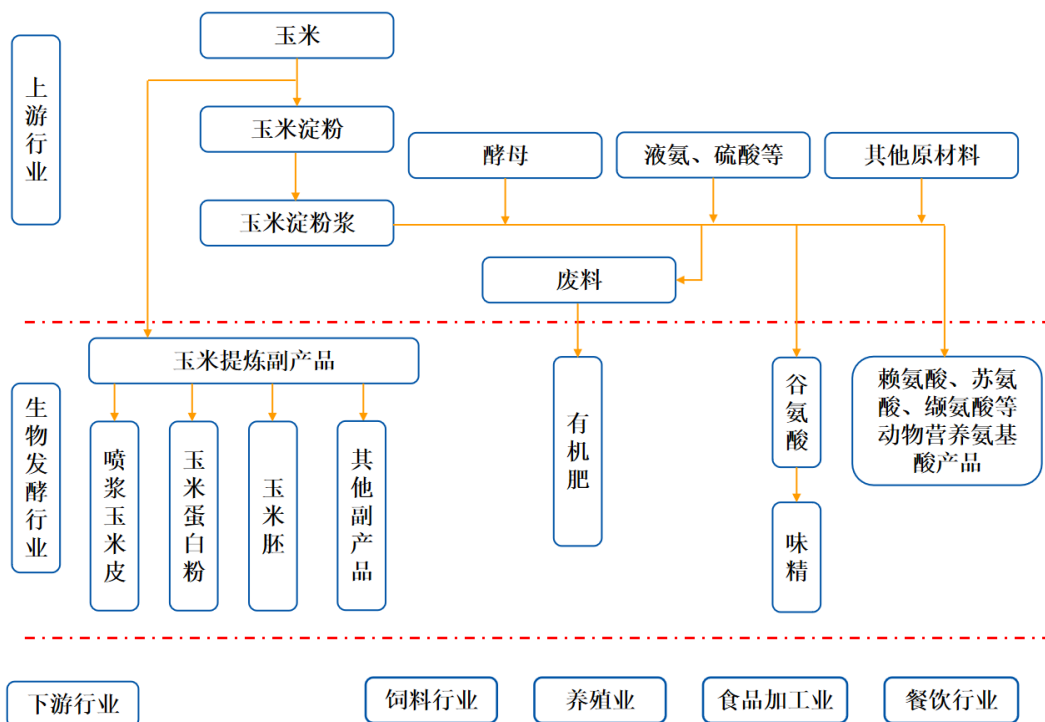 上游行业
玉米
玉米淀粉
酵母
液氨、硫酸等
其他原材料
玉米淀粉浆
废料
生物发酵行业
玉米提炼副产品
喷浆玉米皮
玉米蛋白粉
玉米胚
其他副产品
有机肥
谷氨酸
味精
赖氨酸、苏氨
酸、缬氨酸等
动物营养氨基
酸产品
下游行业
饲料行业
养殖业
食品加工业
餐饮行业